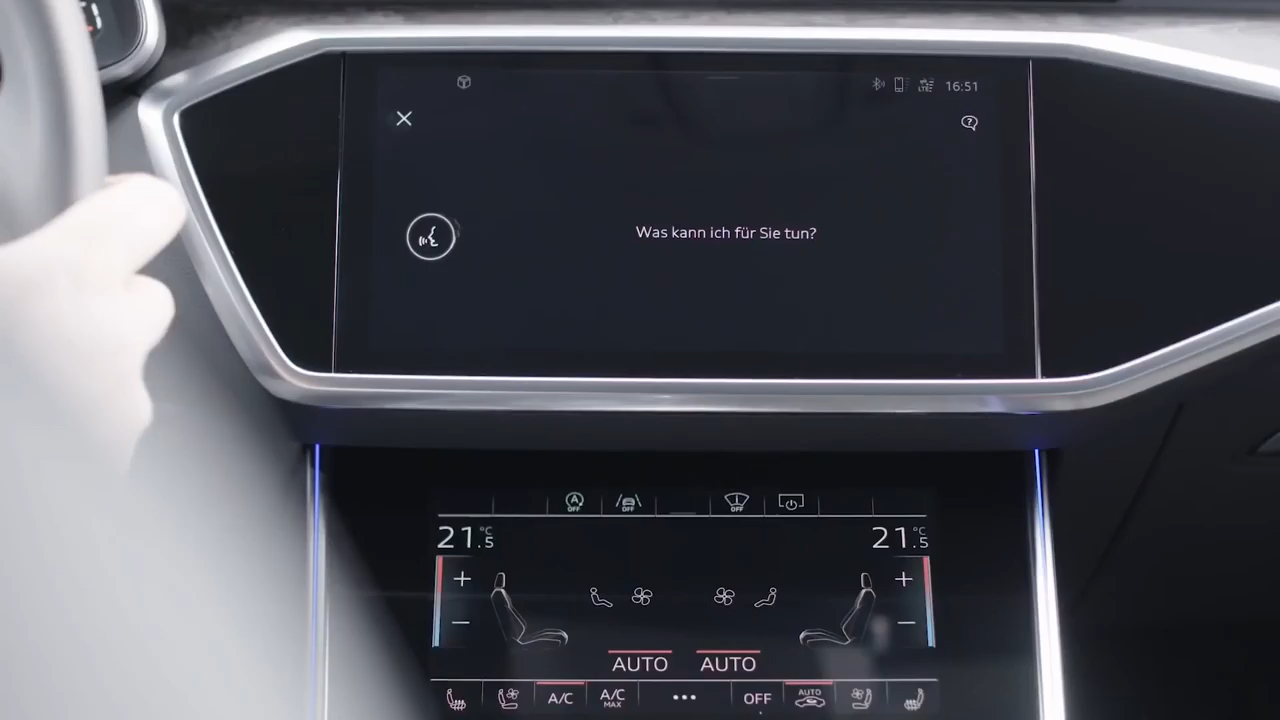 16:51
LTE
?
Was kann ich für Sie tun?
A OFF
OFF
OFF
21.5 °C
21.5 °C
+
+
−
−
AUTO
AUTO
A/C
A/C MAX
•••
OFF
AUTO